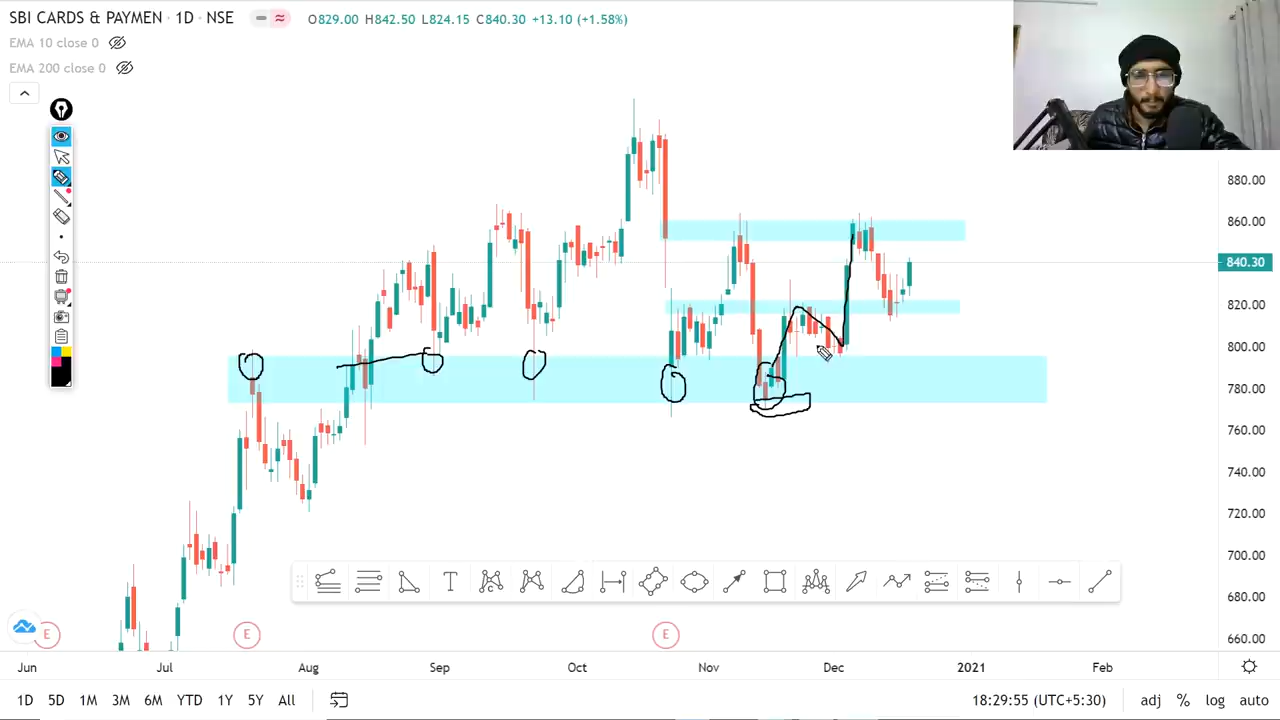 SBI CARDS & PAYMEN · 1D · NSE
O829.00 H842.50 L824.15 C840.30 +13.10 (+1.58%)
EMA 10 close 0
EMA 200 close 0
880.00
860.00
840.30
820.00
800.00
780.00
760.00
740.00
720.00
700.00
680.00
660.00
T
C
E
E
E
Jun Jul Aug Sep Oct Nov Dec 2021 Feb
1D 5D 1M 3M 6M YTD 1Y 5Y All
18:29:55 (UTC+5:30) adj % log auto